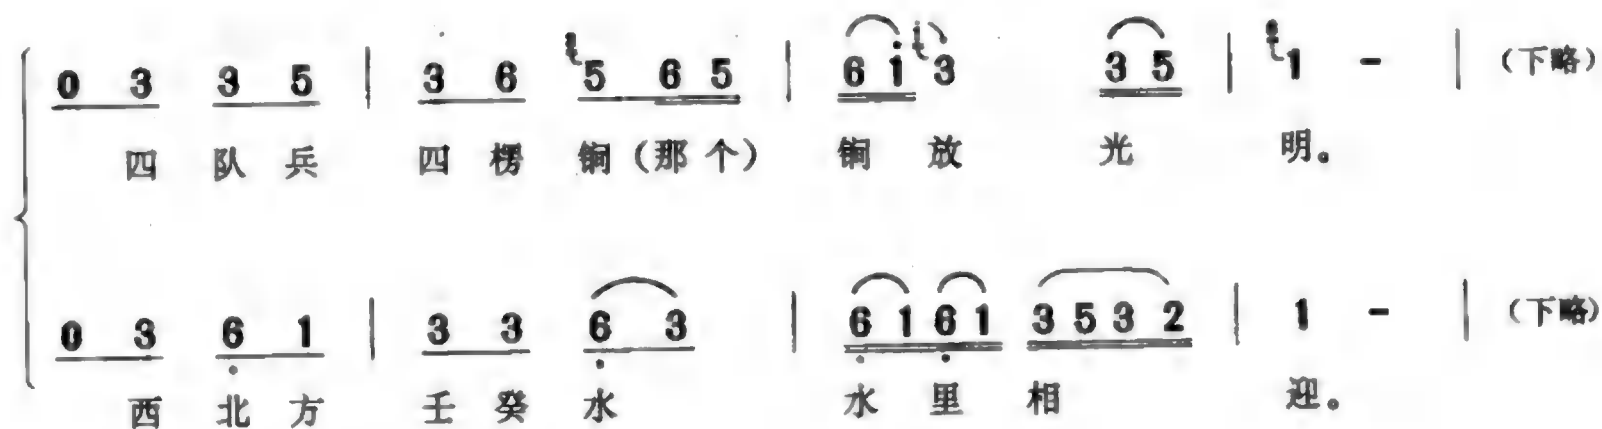 0 3 3 5 | 3 6 5 6 5 | 6 i 3 3 5 | 1 - | (下略)
四 队 兵 四 楞 锏 (那 个) 锏 放 光 明。
0 3 6 1 | 3 3 6 3 | 6 1 6 1 3 5 3 2 | 1 - | (下略)
西 北 方 壬 癸 水 水 里 相 迎。